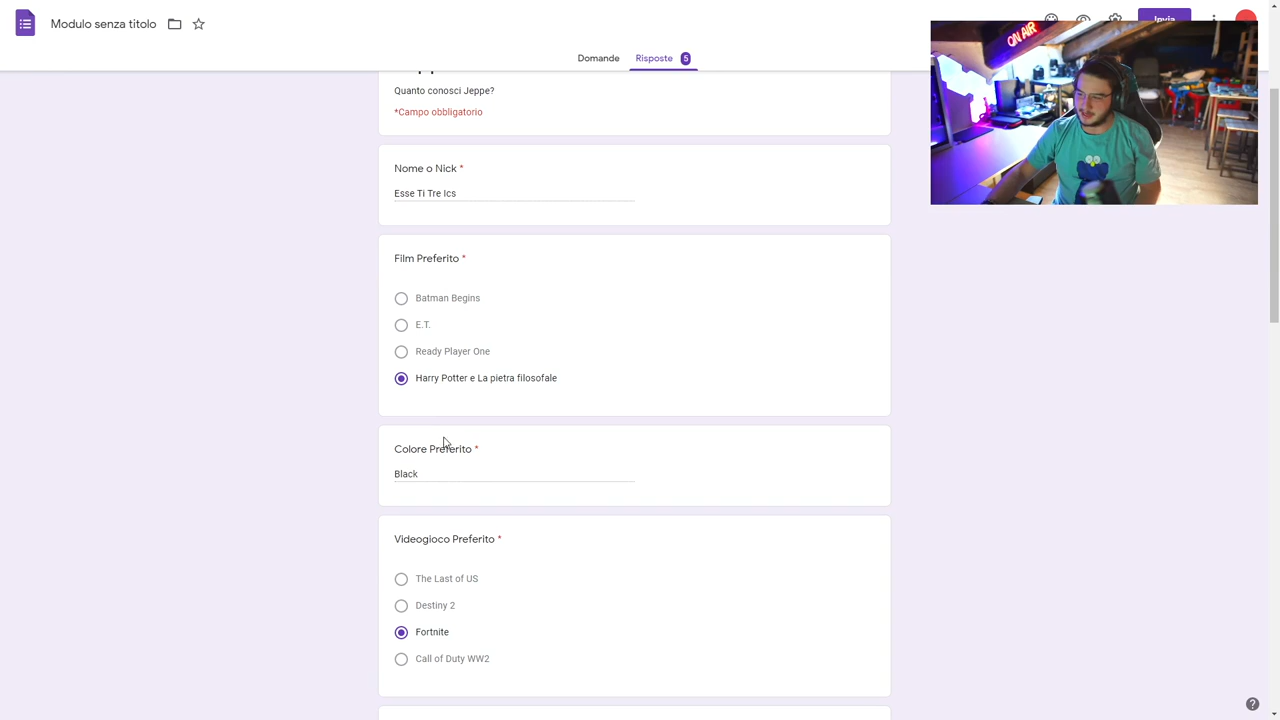 Modulo senza titolo
Invia
ON AIR
Domande
Risposte 5
Quanto conosci Jeppe?
*Campo obbligatorio
Nome o Nick *
Esse Ti Tre Ics
Film Preferito *
Batman Begins
E.T.
Ready Player One
Harry Potter e La pietra filosofale
Colore Preferito *
Black
Videogioco Preferito *
The Last of US
Destiny 2
Fortnite
Call of Duty WW2